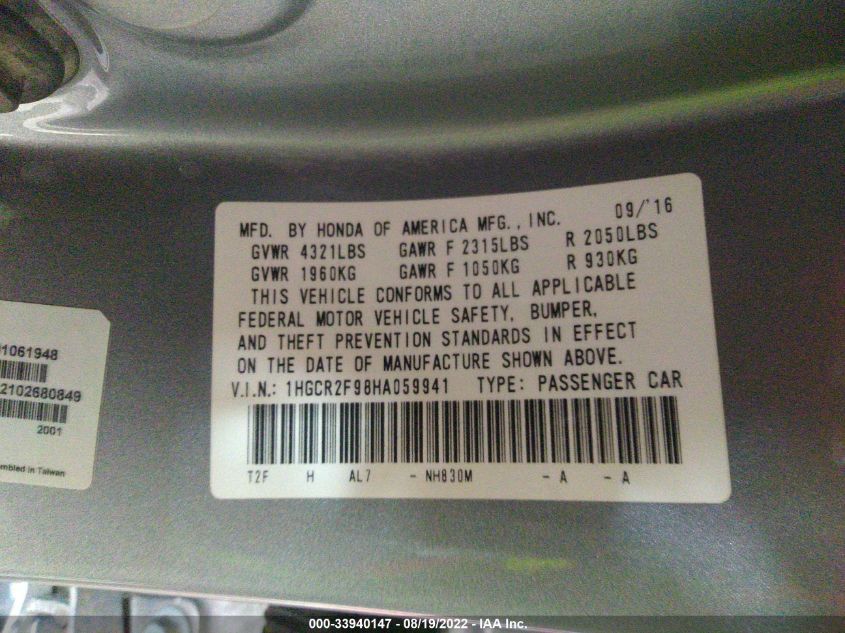 MFD. BY HONDA OF AMERICA MFG., INC. 09/'16
GVWR 4321LBS GAWR F 2315LBS R 2050LBS
GVWR 1960KG GAWR F 1050KG R 930KG
THIS VEHICLE CONFORMS TO ALL APPLICABLE
FEDERAL MOTOR VEHICLE SAFETY, BUMPER,
AND THEFT PREVENTION STANDARDS IN EFFECT
ON THE DATE OF MANUFACTURE SHOWN ABOVE.
V.I.N.: 1HGCR2F98HA059941 TYPE: PASSENGER CAR
T2F H AL7 - NH830M - A - A
1061948
2102680849
2001
in Taiwan
000-33940147 - 08/19/2022 - IAA Inc.